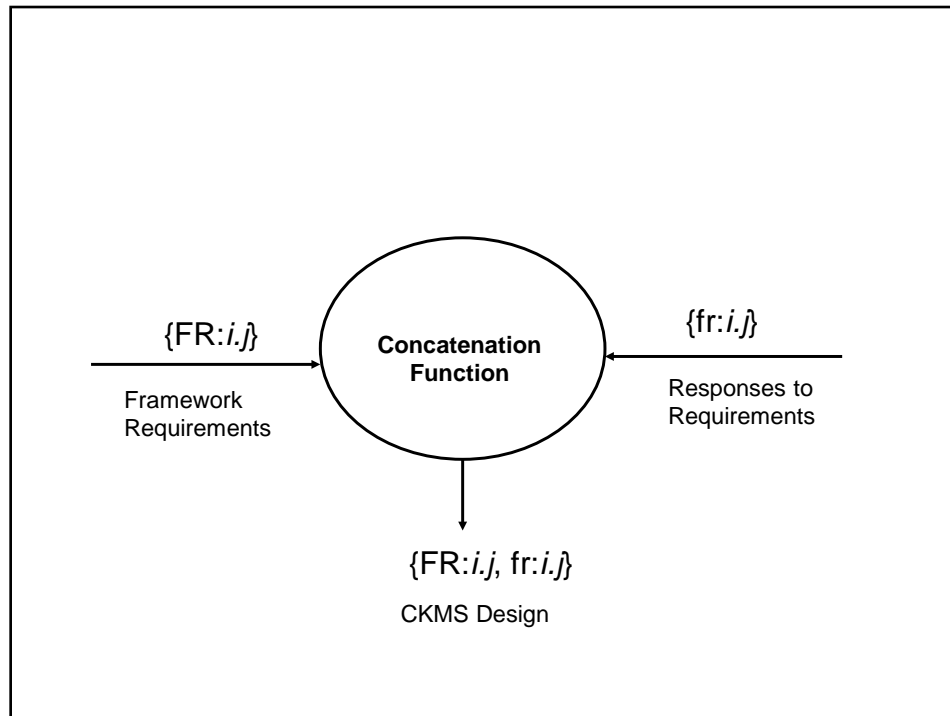 {FR:i.j}
Framework
Requirements
Concatenation
Function
{fr:i.j}
Responses to
Requirements
{FR:i.j, fr:i.j}
CKMS Design